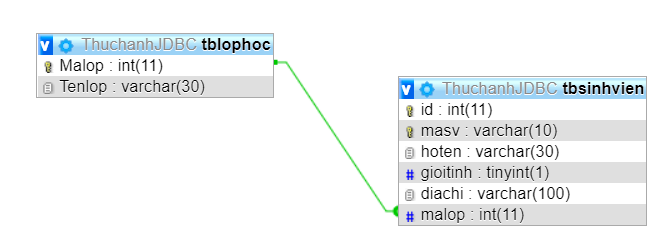 ThuchanhJDBC tblophoc
Malop : int(11)
Tenlop : varchar(30)
ThuchanhJDBC tbsinhvien
id : int(11)
masv : varchar(10)
hoten : varchar(30)
# gioitinh : tinyint(1)
diachi : varchar(100)
# malop : int(11)